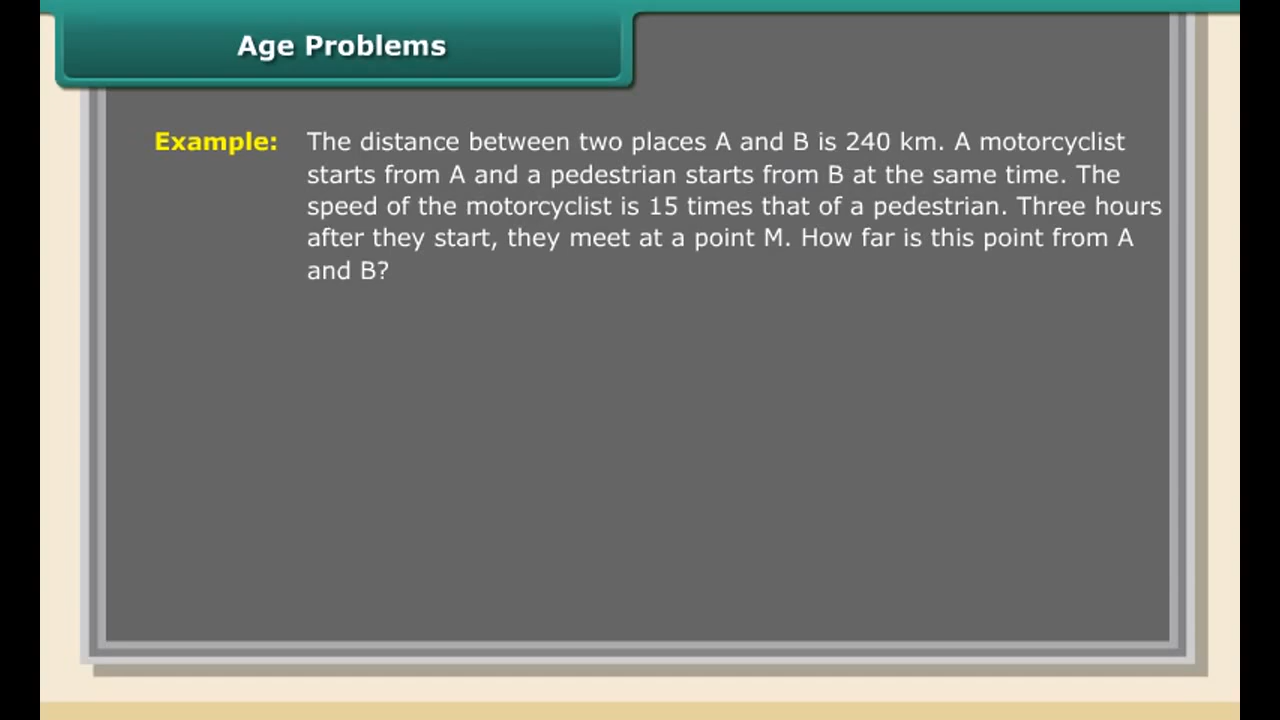 Age Problems
Example: The distance between two places A and B is 240 km. A motorcyclist
starts from A and a pedestrian starts from B at the same time. The
speed of the motorcyclist is 15 times that of a pedestrian. Three hours
after they start, they meet at a point M. How far is this point from A
and B?